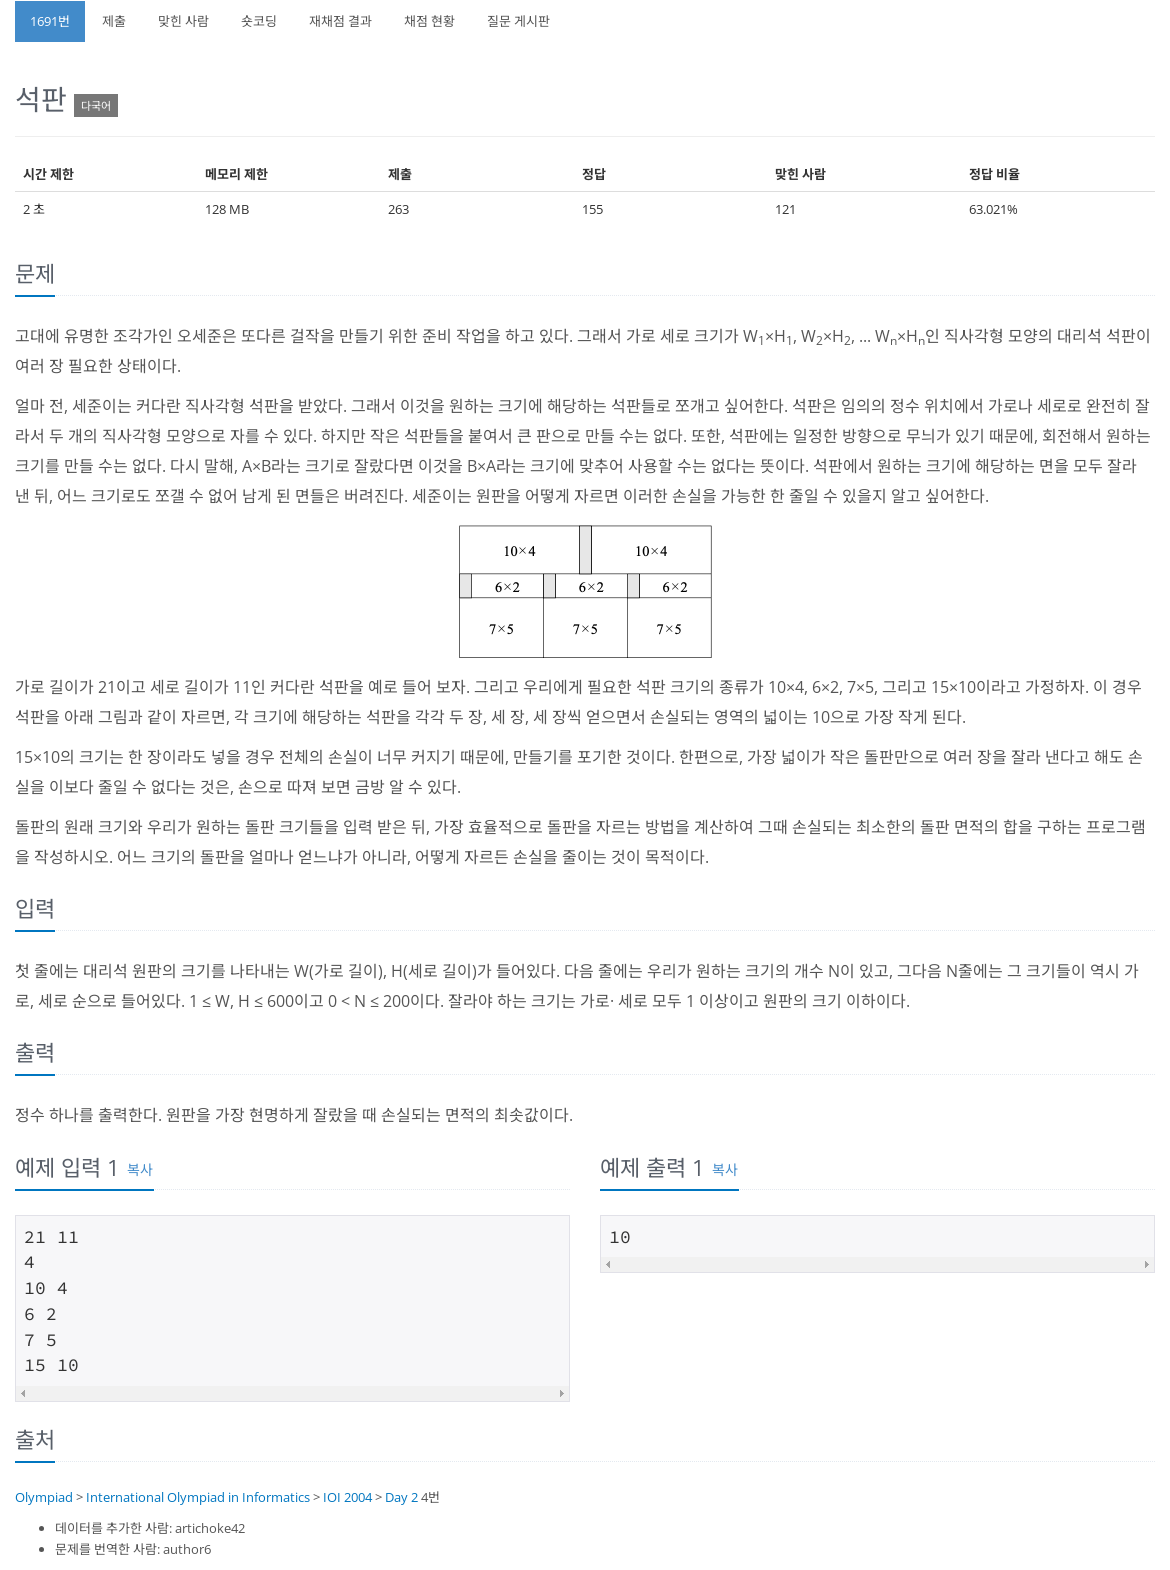 1691번 제출 맞힌 사람 숏코딩 재채점 결과 채점 현황 질문 게시판
석판 다국어
시간 제한 메모리 제한 제출 정답 맞힌 사람 정답 비율
2 초 128 MB 263 155 121 63.021%
문제
고대에 유명한 조각가인 오세준은 또다른 걸작을 만들기 위한 준비 작업을 하고 있다. 그래서 가로 세로 크기가 W1×H1, W2×H2, ... Wn×Hn인 직사각형 모양의 대리석 석판이
여러 장 필요한 상태이다.
얼마 전, 세준이는 커다란 직사각형 석판을 받았다. 그래서 이것을 원하는 크기에 해당하는 석판들로 쪼개고 싶어한다. 석판은 임의의 정수 위치에서 가로나 세로로 완전히 잘
라서 두 개의 직사각형 모양으로 자를 수 있다. 하지만 작은 석판들을 붙여서 큰 판으로 만들 수는 없다. 또한, 석판에는 일정한 방향으로 무늬가 있기 때문에, 회전해서 원하는
크기를 만들 수는 없다. 다시 말해, A×B라는 크기로 잘랐다면 이것을 B×A라는 크기에 맞추어 사용할 수는 없다는 뜻이다. 석판에서 원하는 크기에 해당하는 면을 모두 잘라
낸 뒤, 어느 크기로도 쪼갤 수 없어 남게 된 면들은 버려진다. 세준이는 원판을 어떻게 자르면 이러한 손실을 가능한 한 줄일 수 있을지 알고 싶어한다.
10×4 10×4
6×2 6×2 6×2
7×5 7×5 7×5
가로 길이가 21이고 세로 길이가 11인 커다란 석판을 예로 들어 보자. 그리고 우리에게 필요한 석판 크기의 종류가 10×4, 6×2, 7×5, 그리고 15×10이라고 가정하자. 이 경우
석판을 아래 그림과 같이 자르면, 각 크기에 해당하는 석판을 각각 두 장, 세 장, 세 장씩 얻으면서 손실되는 영역의 넓이는 10으로 가장 작게 된다.
15×10의 크기는 한 장이라도 넣을 경우 전체의 손실이 너무 커지기 때문에, 만들기를 포기한 것이다. 한편으로, 가장 넓이가 작은 돌판만으로 여러 장을 잘라 낸다고 해도 손
실을 이보다 줄일 수 없다는 것은, 손으로 따져 보면 금방 알 수 있다.
돌판의 원래 크기와 우리가 원하는 돌판 크기들을 입력 받은 뒤, 가장 효율적으로 돌판을 자르는 방법을 계산하여 그때 손실되는 최소한의 돌판 면적의 합을 구하는 프로그램
을 작성하시오. 어느 크기의 돌판을 얼마나 얻느냐가 아니라, 어떻게 자르든 손실을 줄이는 것이 목적이다.
입력
첫 줄에는 대리석 원판의 크기를 나타내는 W(가로 길이), H(세로 길이)가 들어있다. 다음 줄에는 우리가 원하는 크기의 개수 N이 있고, 그다음 N줄에는 그 크기들이 역시 가
로, 세로 순으로 들어있다. 1 ≤ W, H ≤ 600이고 0 < N ≤ 200이다. 잘라야 하는 크기는 가로· 세로 모두 1 이상이고 원판의 크기 이하이다.
출력
정수 하나를 출력한다. 원판을 가장 현명하게 잘랐을 때 손실되는 면적의 최솟값이다.
예제 입력 1 복사
21 11
4
10 4
6 2
7 5
15 10
예제 출력 1 복사
10
출처
Olympiad > International Olympiad in Informatics > IOI 2004 > Day 2 4번
데이터를 추가한 사람: artichoke42
문제를 번역한 사람: author6